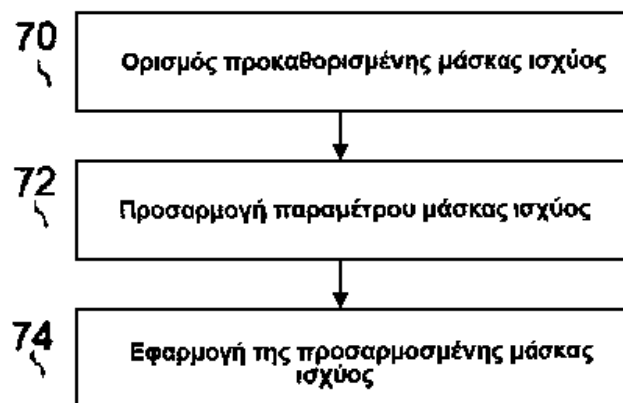 70
Ορισμός προκαθορισμένης μάσκας ισχύος
72
Προσαρμογή παραμέτρου μάσκας ισχύος
74
Εφαρμογή της προσαρμοσμένης μάσκας
ισχύος